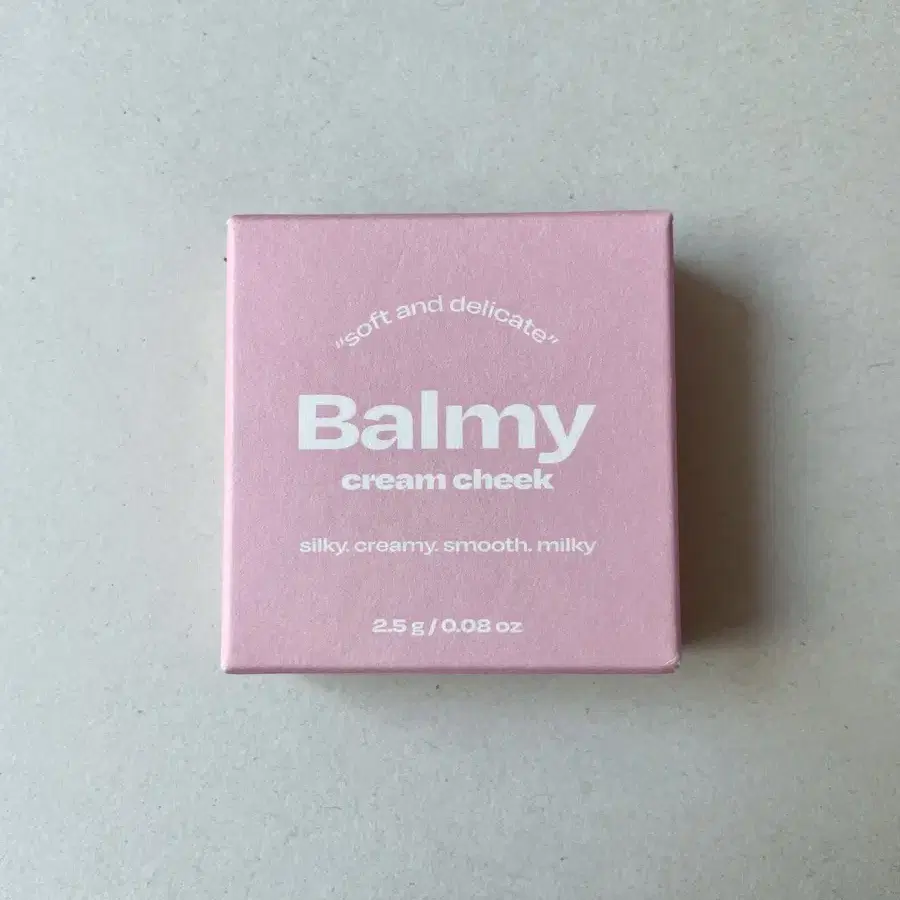 "soft and delicate"
Balmy
cream cheek
silky. creamy. smooth. milky
2.5 g / 0.08 oz